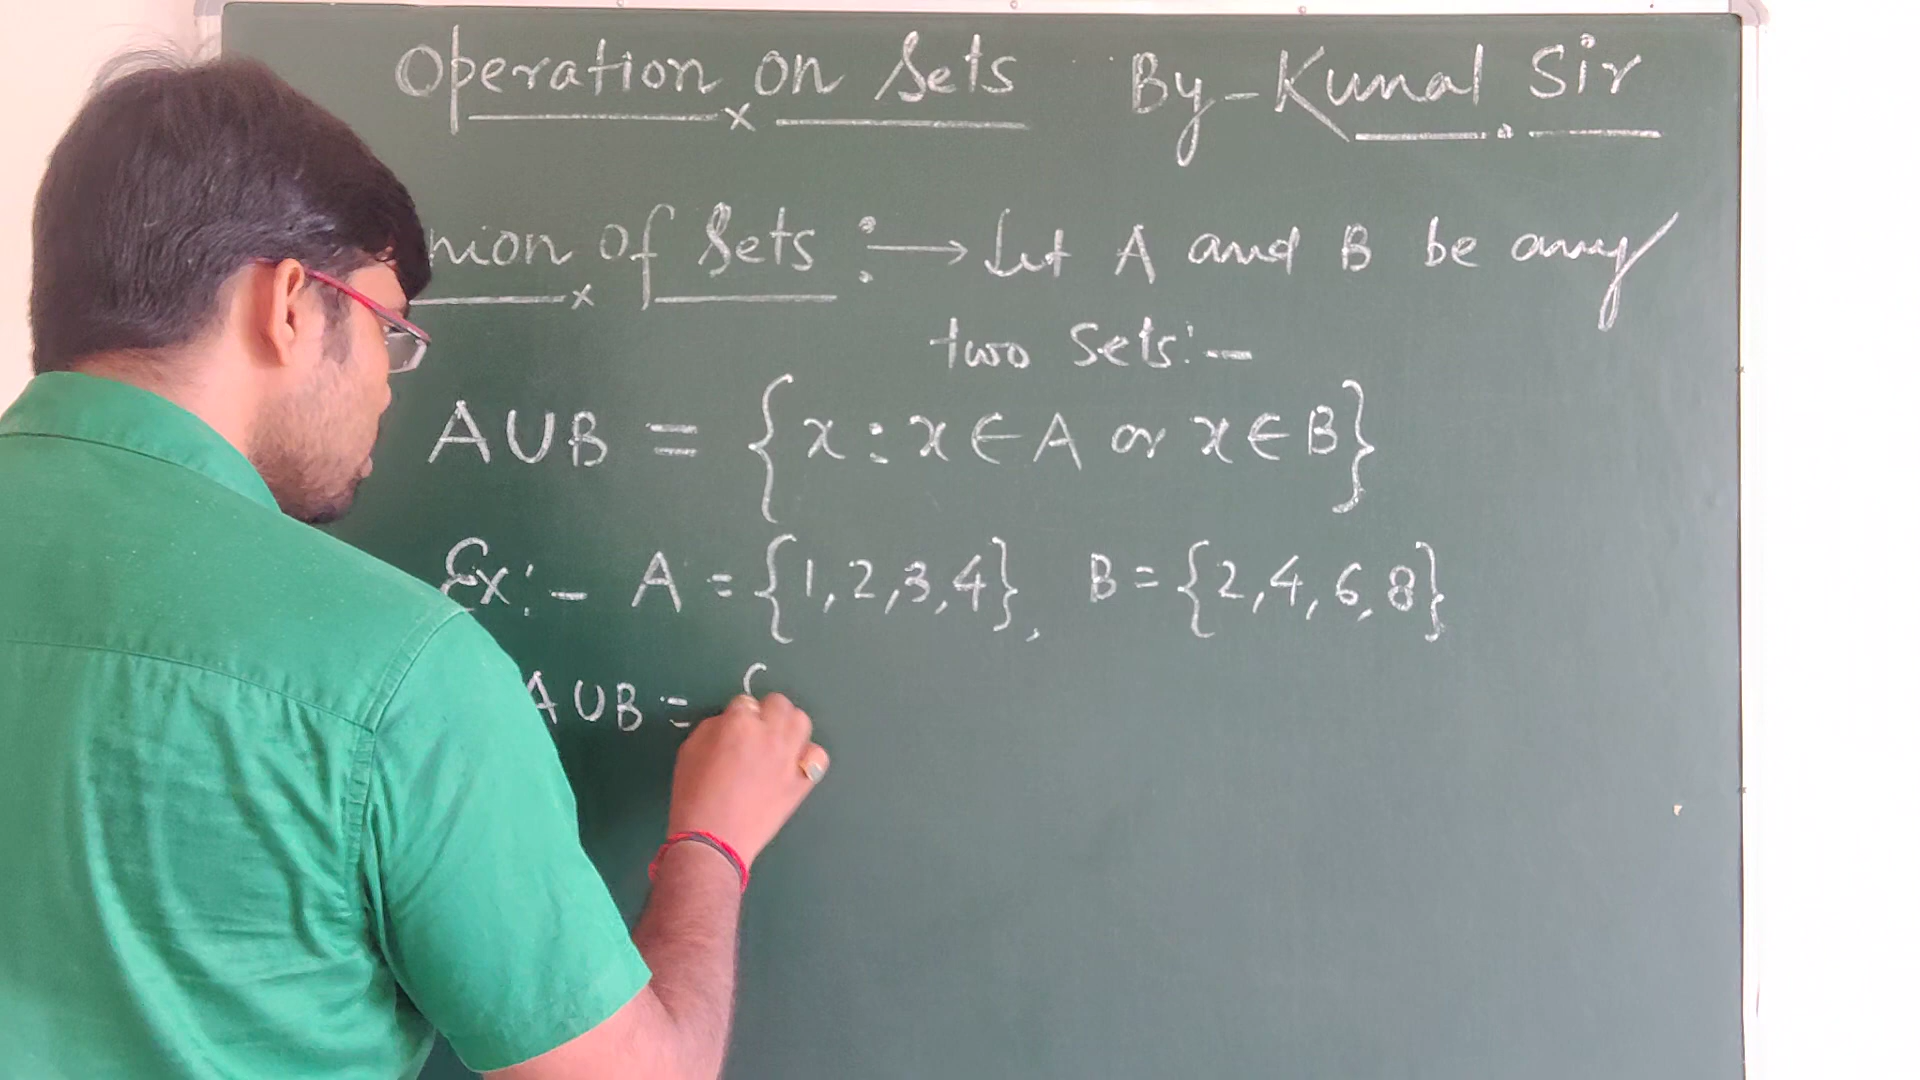 Operation on Sets By-Kunal Sir
nion of Sets :→ Let A and B be any
two sets:-
AUB = {x : x ∈ A or x ∈ B}
Ex:- A = {1,2,3,4}, B = {2,4,6,8}
AUB = {